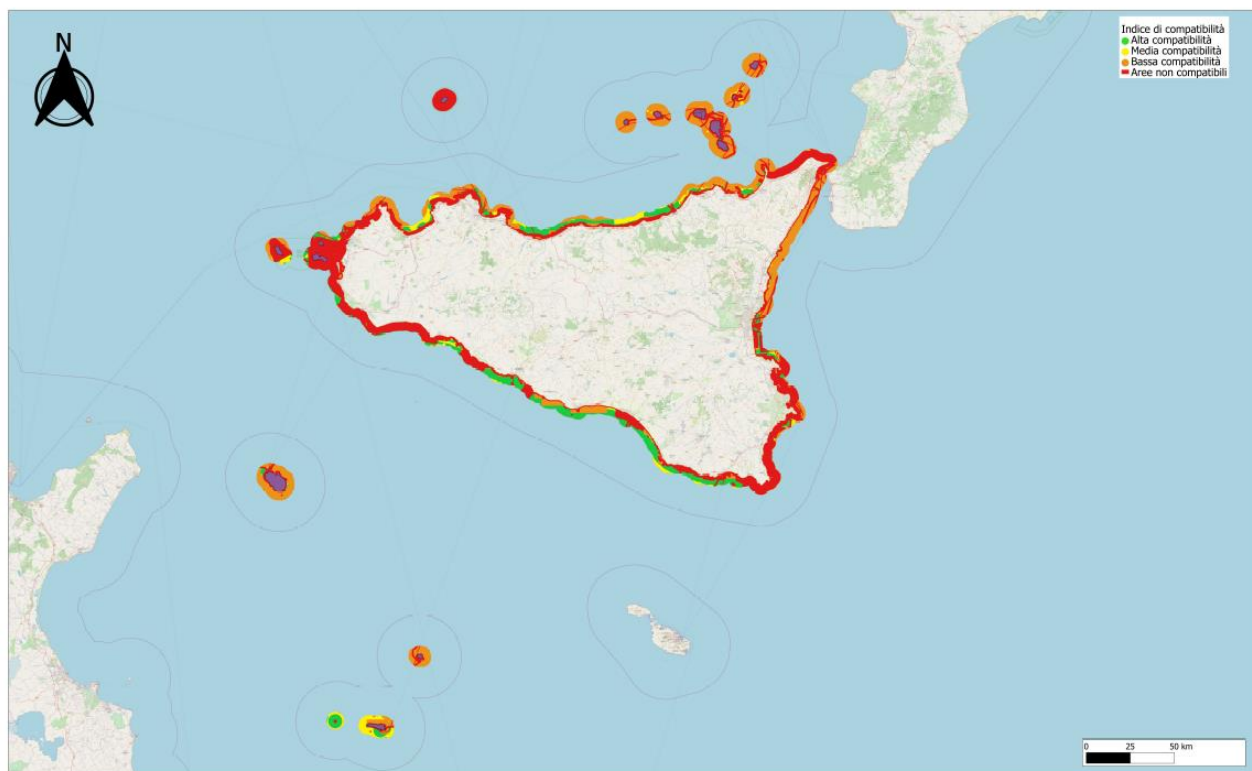 N
Indice di compatibilità
Alta compatibilità
Media compatibilità
Bassa compatibilità
Aree non compatibili
0 25 50 km